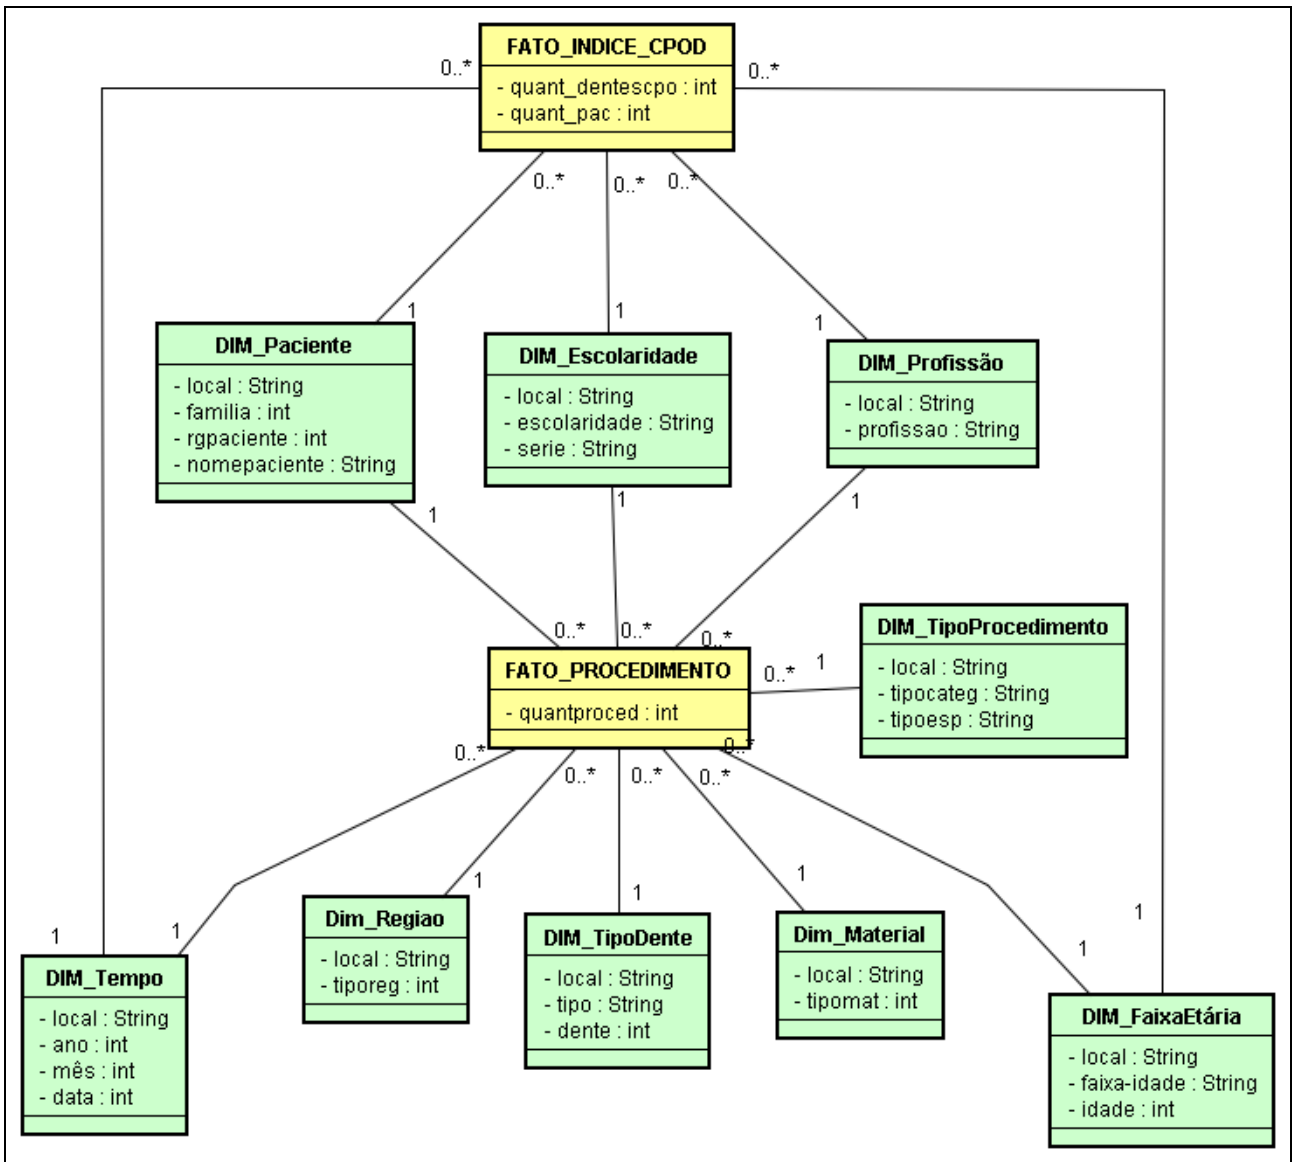 FATO_INDICE_CPOD
0..*
0..*
- quant_dentescpo : int
- quant_pac : int
0..*
0..*
0..*
1
1
1
DIM_Paciente
- local : String
- familia : int
- rgpaciente : int
- nomepaciente : String
DIM_Escolaridade
- local : String
- escolaridade : String
- serie : String
DIM_Profissão
- local : String
- profissao : String
1
1
1
0..*
0..*
0..*
DIM_TipoProcedimento
- local : String
- tipocateg : String
- tipoesp : String
FATO_PROCEDIMENTO
- quantproced : int
0..*
1
0..*
0..*
0..*
0..*
0..*
1
1
1
1
1
1
1
DIM_Tempo
- local : String
- ano : int
- mês : int
- data : int
Dim_Regiao
- local : String
- tiporeg : int
DIM_TipoDente
- local : String
- tipo : String
- dente : int
Dim_Material
- local : String
- tipomat : int
DIM_FaixaEtária
- local : String
- faixa-idade : String
- idade : int